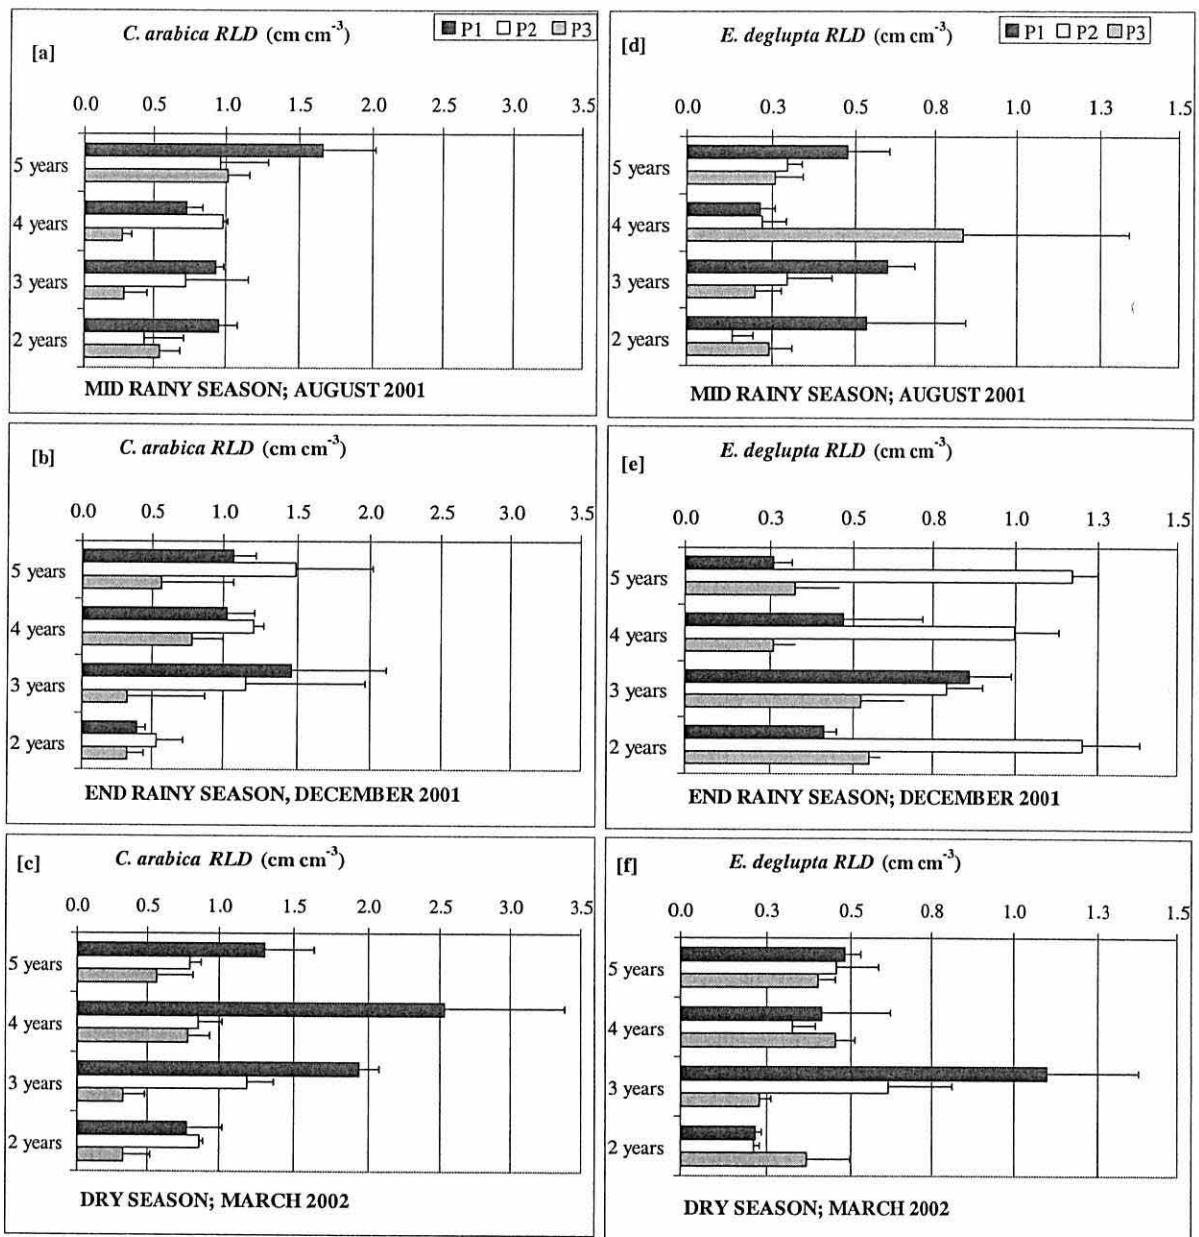 [a] C. arabica RLD (cm cm-3) P1 P2 P3
0.0 0.5 1.0 1.5 2.0 2.5 3.0 3.5
5 years
4 years
3 years
2 years
MID RAINY SEASON; AUGUST 2001
[d] E. deglupta RLD (cm cm-3) P1 P2 P3
0.0 0.3 0.5 0.8 1.0 1.3 1.5
5 years
4 years
3 years
2 years
MID RAINY SEASON; AUGUST 2001
[b] C. arabica RLD (cm cm-3)
0.0 0.5 1.0 1.5 2.0 2.5 3.0 3.5
5 years
4 years
3 years
2 years
END RAINY SEASON, DECEMBER 2001
[e] E. deglupta RLD (cm cm-3)
0.0 0.3 0.5 0.8 1.0 1.3 1.5
5 years
4 years
3 years
2 years
END RAINY SEASON; DECEMBER 2001
[c] C. arabica RLD (cm cm-3)
0.0 0.5 1.0 1.5 2.0 2.5 3.0 3.5
5 years
4 years
3 years
2 years
DRY SEASON; MARCH 2002
[f] E. deglupta RLD (cm cm-3)
0.0 0.3 0.5 0.8 1.0 1.3 1.5
5 years
4 years
3 years
2 years
DRY SEASON; MARCH 2002